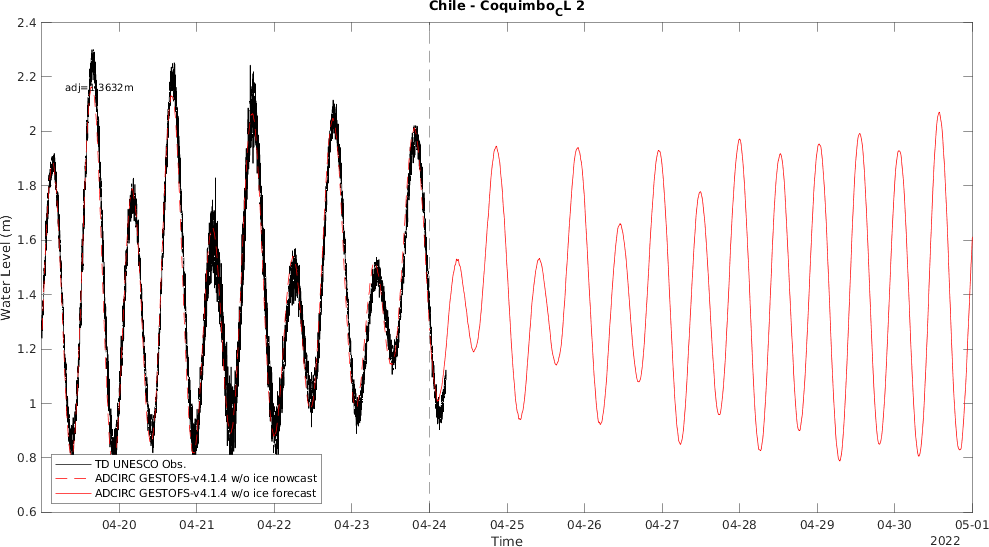 Chile - Coquimbo_CL 2
2.4
2.2
2
1.8
1.6
1.4
1.2
1
0.8
0.6
Water Level (m)
adj=1.3632m
TD UNESCO Obs.
ADCIRC GESTOFS-v4.1.4 w/o ice nowcast
ADCIRC GESTOFS-v4.1.4 w/o ice forecast
04-20 04-21 04-22 04-23 04-24 04-25 04-26 04-27 04-28 04-29 04-30 05-01
Time
2022